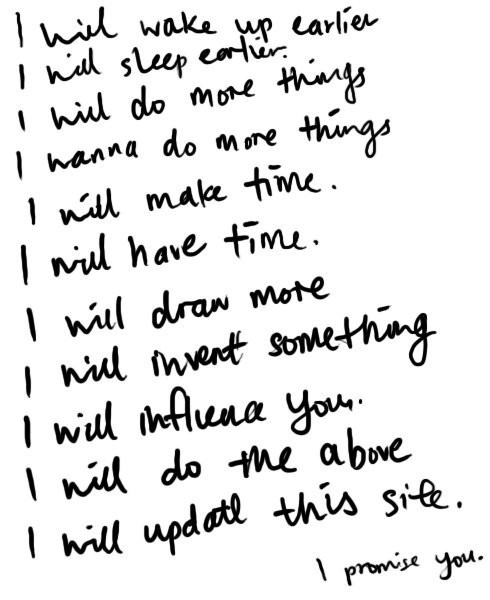 I will wake up earlier
I will sleep earlier.
I will do more things
I wanna do more things
I will make time.
I will have time.
I will draw more
I will invent something
I will influence you.
I will do the above
I will update this site.
I promise you.